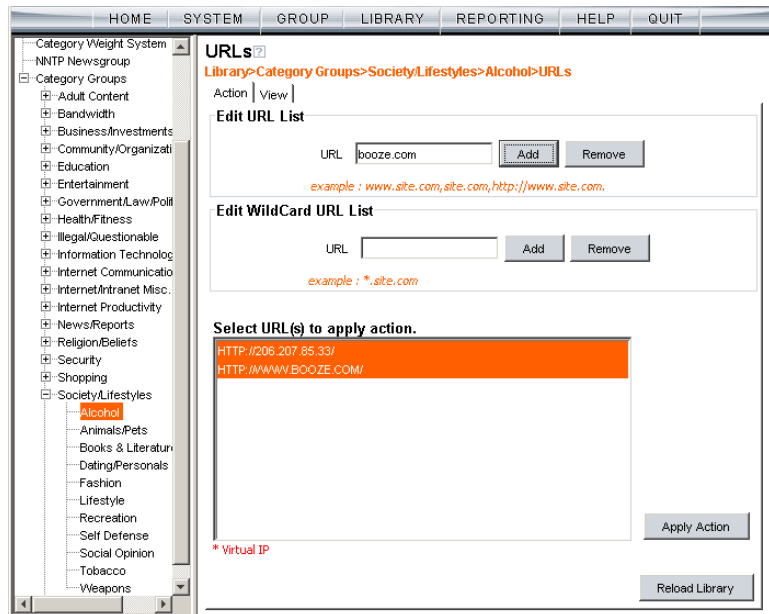 HOME SYSTEM GROUP LIBRARY REPORTING HELP QUIT
Category Weight System
NNTP Newsgroup
Category Groups
Adult Content
Bandwidth
Business/Investments
Community/Organizati
Education
Entertainment
Government/Law/Polit
Health/Fitness
Illegal/Questionable
Information Technolog
Internet Communicatio
Internet/Intranet Misc.
Internet Productivity
News/Reports
Religion/Beliefs
Security
Shopping
Society/Lifestyles
Alcohol
Animals/Pets
Books & Literature
Dating/Personals
Fashion
Lifestyle
Recreation
Self Defense
Social Opinion
Tobacco
Weapons
URLs?
Library>Category Groups>Society/Lifestyles>Alcohol>URLs
Action View
Edit URL List
URL booze.com Add Remove
example : www.site.com,site.com,http://www.site.com.
Edit WildCard URL List
URL Add Remove
example : *.site.com
Select URL(s) to apply action.
HTTP://206.207.85.33/
HTTP://WWW.BOOZE.COM/
Apply Action
* Virtual IP
Reload Library